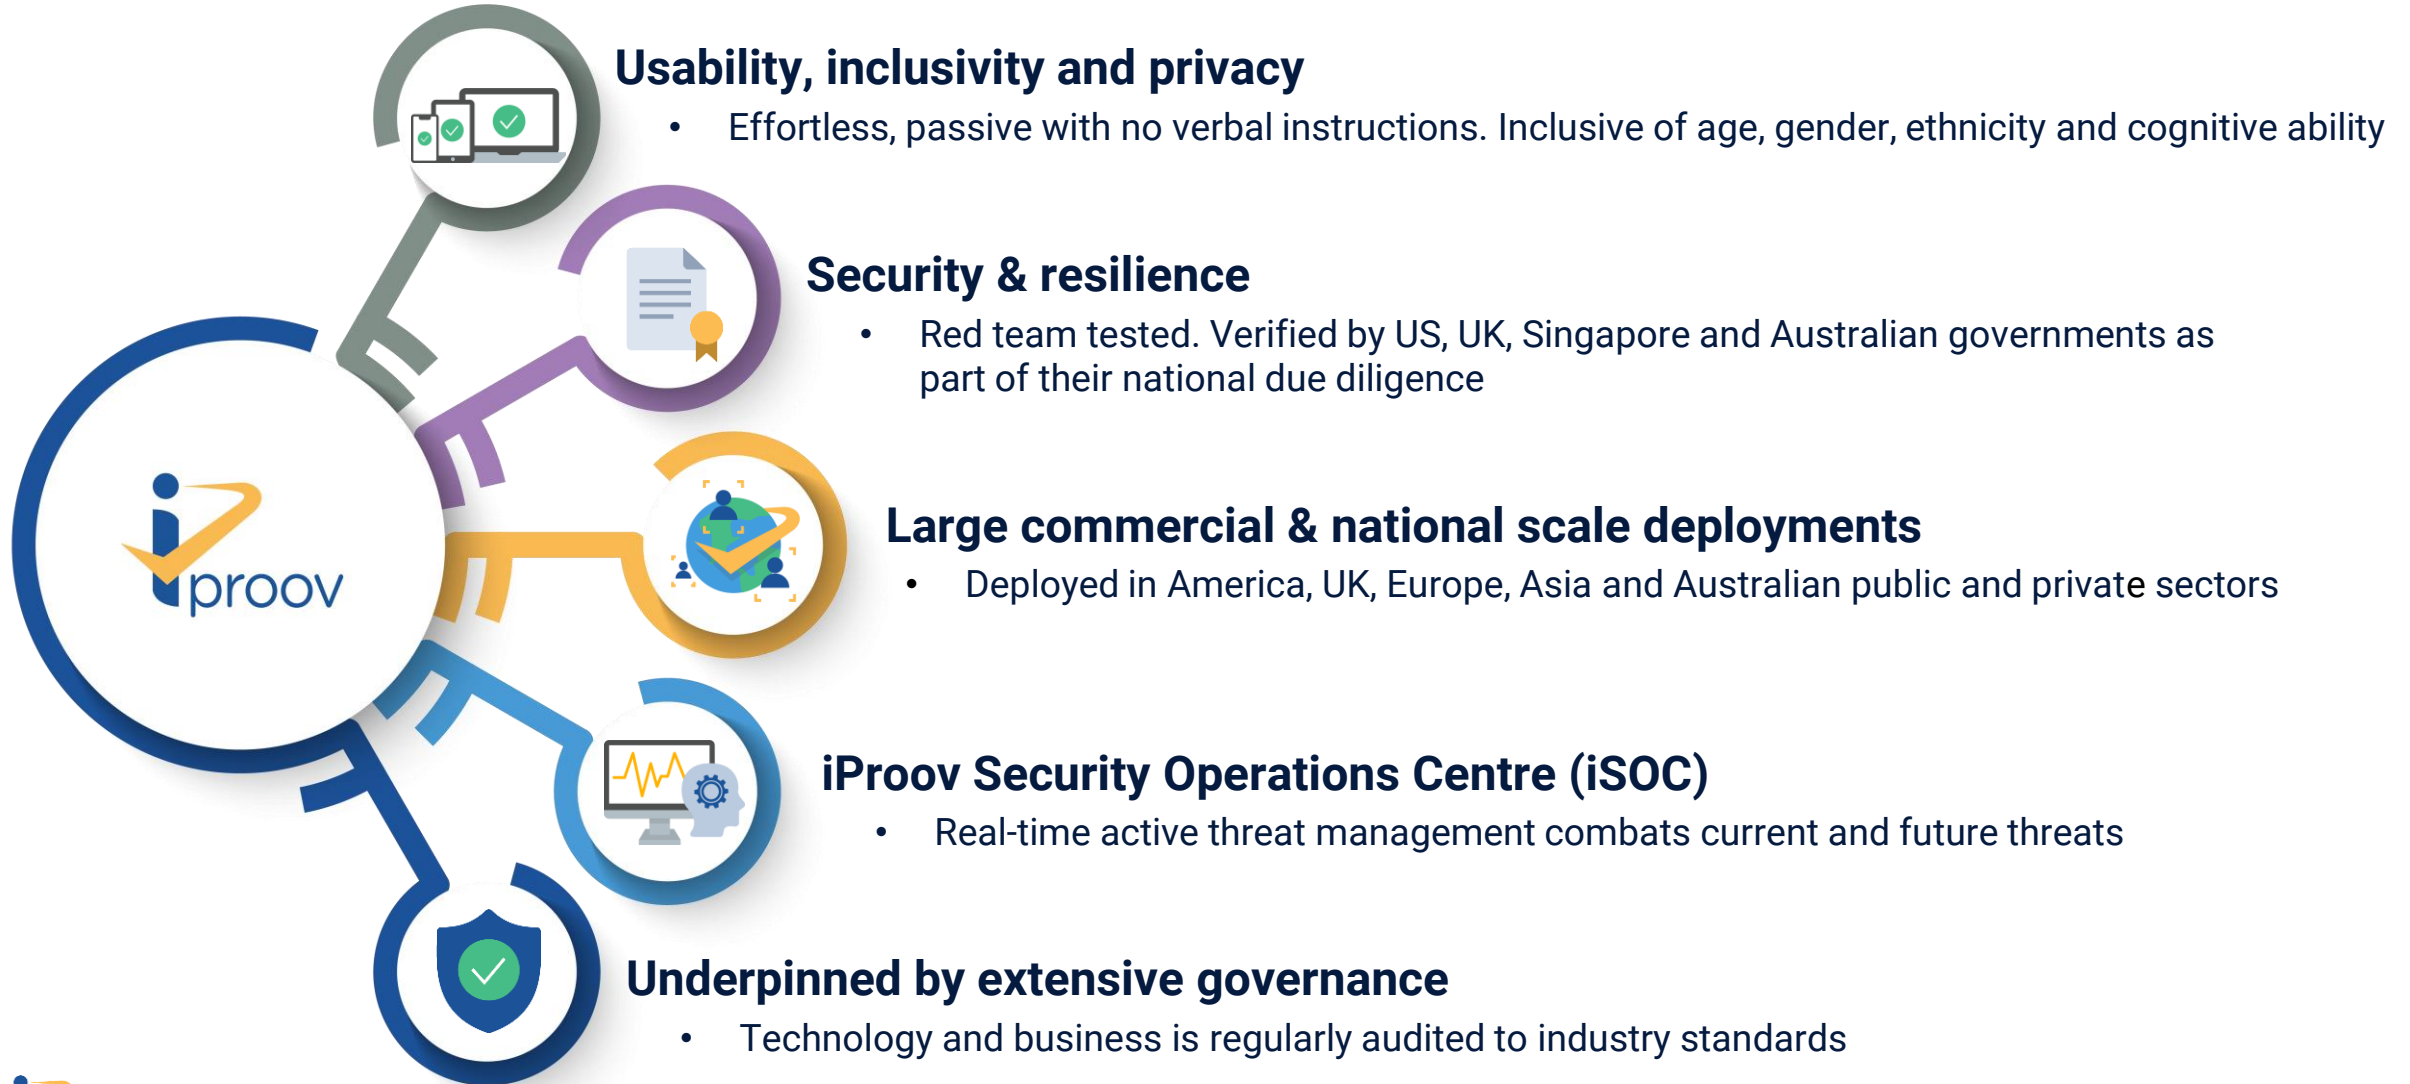 Usability, inclusivity and privacy
• Effortless, passive with no verbal instructions. Inclusive of age, gender, ethnicity and cognitive ability
Security & resilience
• Red team tested. Verified by US, UK, Singapore and Australian governments as
part of their national due diligence
iproov
Large commercial & national scale deployments
• Deployed in America, UK, Europe, Asia and Australian public and private sectors
iProov Security Operations Centre (iSOC)
• Real-time active threat management combats current and future threats
Underpinned by extensive governance
• Technology and business is regularly audited to industry standards